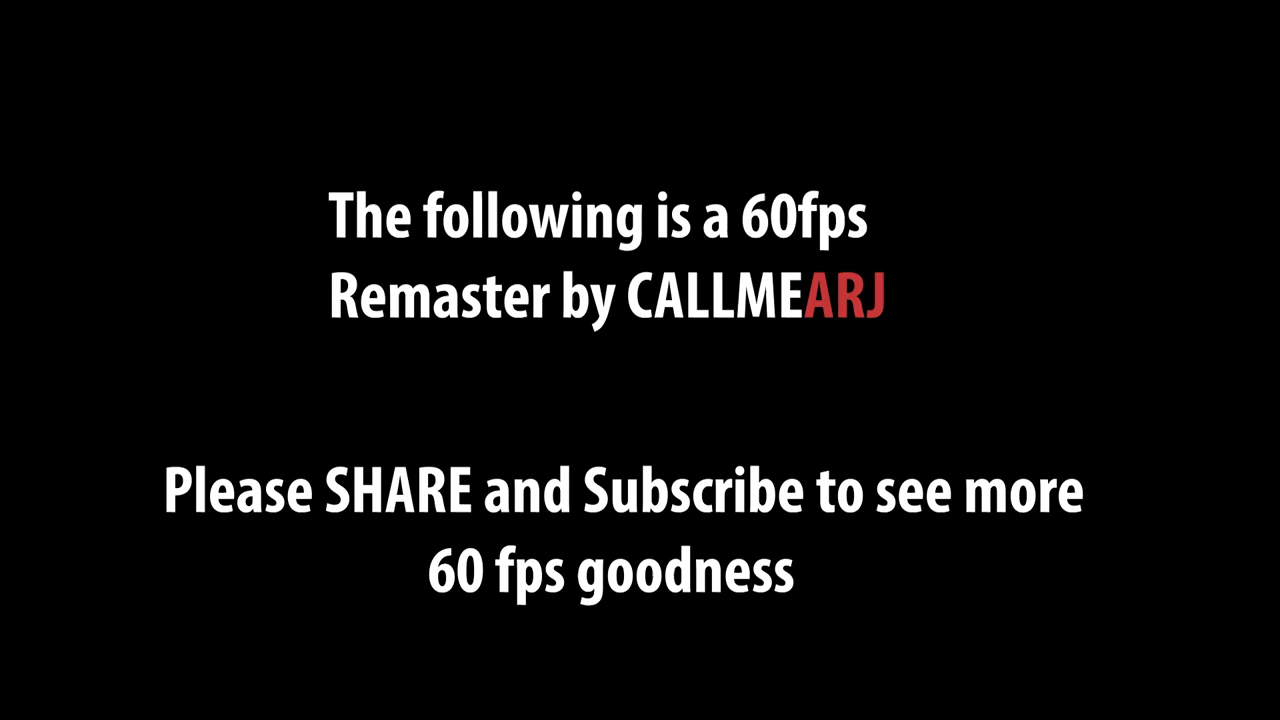 The following is a 60fps
Remaster by CALLMEARJ
Please SHARE and Subscribe to see more
60 fps goodness